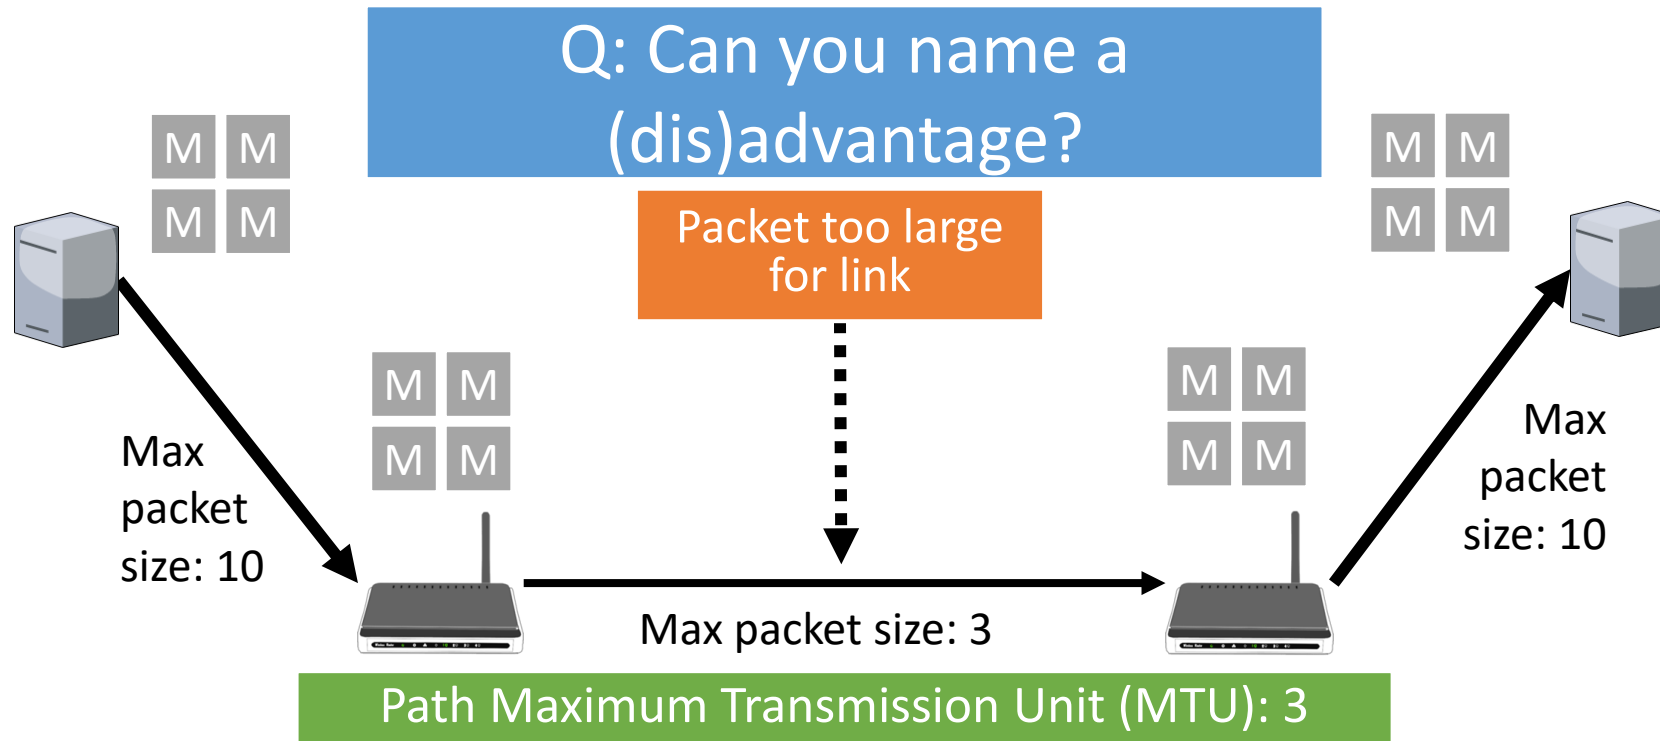 Q: Can you name a
(dis)advantage?
M M
M M
M M
M M
Packet too large
for link
M M
M M
M M
M M
Max
packet
size: 10
Max
packet
size: 10
Max packet size: 3
Path Maximum Transmission Unit (MTU): 3